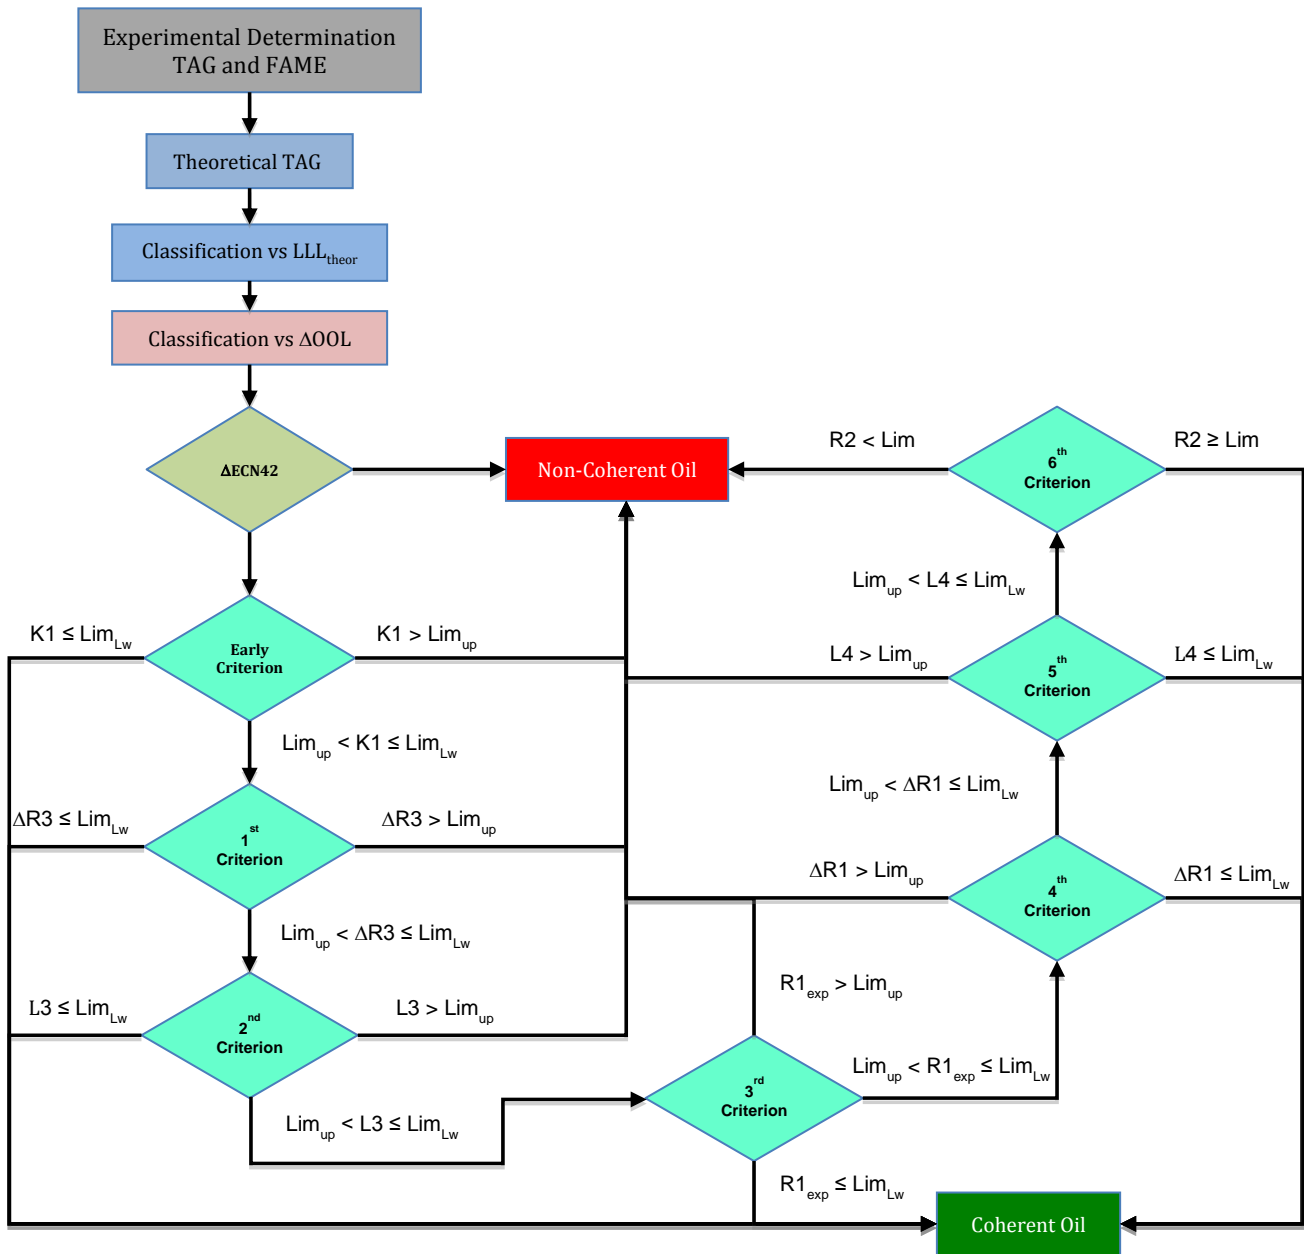 Experimental Determination
TAG and FAME
Theoretical TAG
Classification vs LLLtheor
Classification vs ΔOOL
ΔECN42
Non-Coherent Oil
R2 < Lim
6th
Criterion
R2 ≥ Lim
Limup < L4 ≤ LimLw
K1 ≤ LimLw
Early
Criterion
K1 > Limup
L4 > Limup
5th
Criterion
L4 ≤ LimLw
Limup < K1 ≤ LimLw
Limup < ΔR1 ≤ LimLw
ΔR3 ≤ LimLw
1st
Criterion
ΔR3 > Limup
ΔR1 > Limup
4th
Criterion
ΔR1 ≤ LimLw
Limup < ΔR3 ≤ LimLw
R1exp > Limup
L3 ≤ LimLw
2nd
Criterion
L3 > Limup
Limup < R1exp ≤ LimLw
3rd
Criterion
Limup < L3 ≤ LimLw
R1exp ≤ LimLw
Coherent Oil